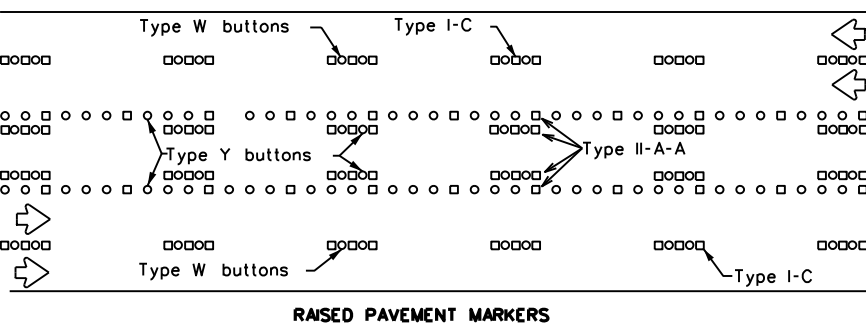 Type W buttons
Type I-C
Type Y buttons
Type II-A-A
Type W buttons
Type I-C
RAISED PAVEMENT MARKERS